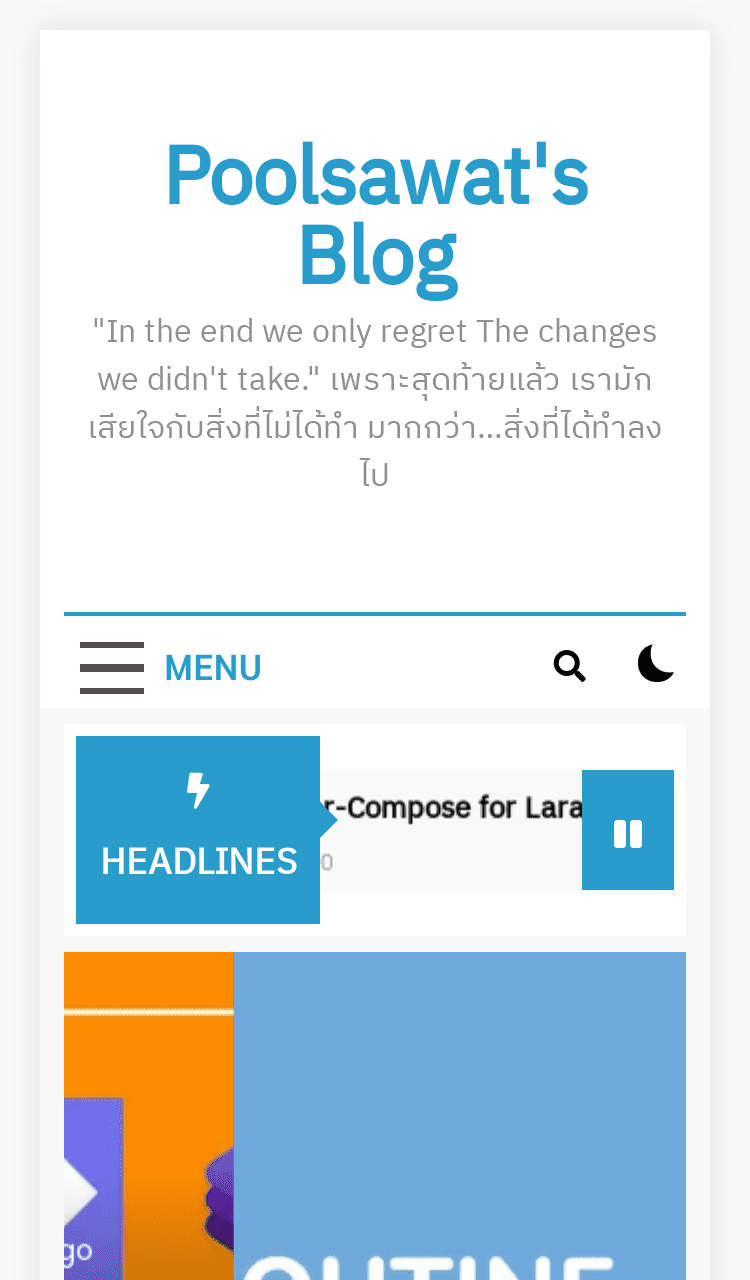 Poolsawat's
Blog
"In the end we only regret The changes
we didn't take." เพราะสุดท้ายแล้ว เรามัก
เสียใจกับสิ่งที่ไม่ได้ทำ มากกว่า...สิ่งที่ได้ทำลง
ไป
MENU
HEADLINES
r-Compose for Lara
0
go
OUTINE